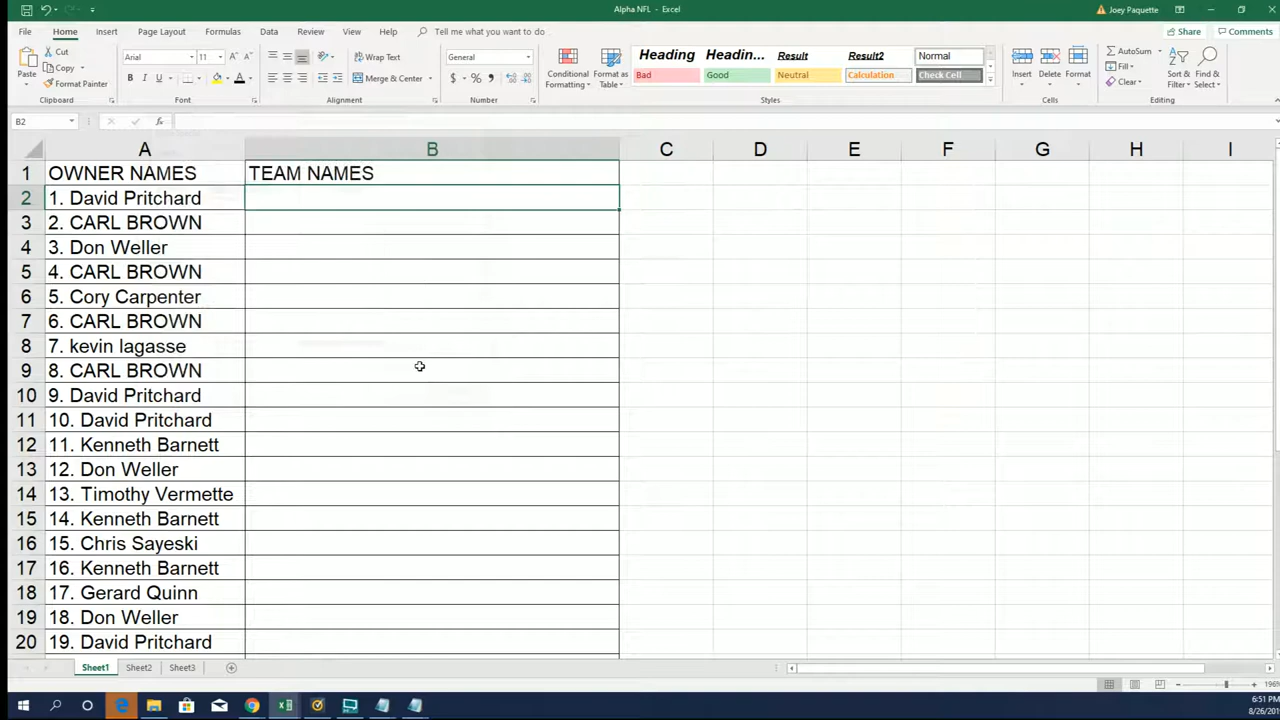 Alpha NFL - Excel
Joey Paquette
File Home Insert Page Layout Formulas Data Review View Help Tell me what you want to do Share Comments
Paste Cut Copy Format Painter Clipboard
Arial 11 Font
Wrap Text Merge & Center Alignment
General Number
Conditional Formatting Format as Table
Heading Headin... Result Result2 Normal
Bad Good Neutral Calculation Check Cell
Styles
Insert Delete Format Cells
AutoSum Fill Clear Sort & Filter Find & Select Editing
B2 fx
A B C D E F G H I
1 OWNER NAMES TEAM NAMES
2 1. David Pritchard
3 2. CARL BROWN
4 3. Don Weller
5 4. CARL BROWN
6 5. Cory Carpenter
7 6. CARL BROWN
8 7. kevin lagasse
9 8. CARL BROWN
10 9. David Pritchard
11 10. David Pritchard
12 11. Kenneth Barnett
13 12. Don Weller
14 13. Timothy Vermette
15 14. Kenneth Barnett
16 15. Chris Sayeski
17 16. Kenneth Barnett
18 17. Gerard Quinn
19 18. Don Weller
20 19. David Pritchard
Sheet1 Sheet2 Sheet3
196%
6:51 PM